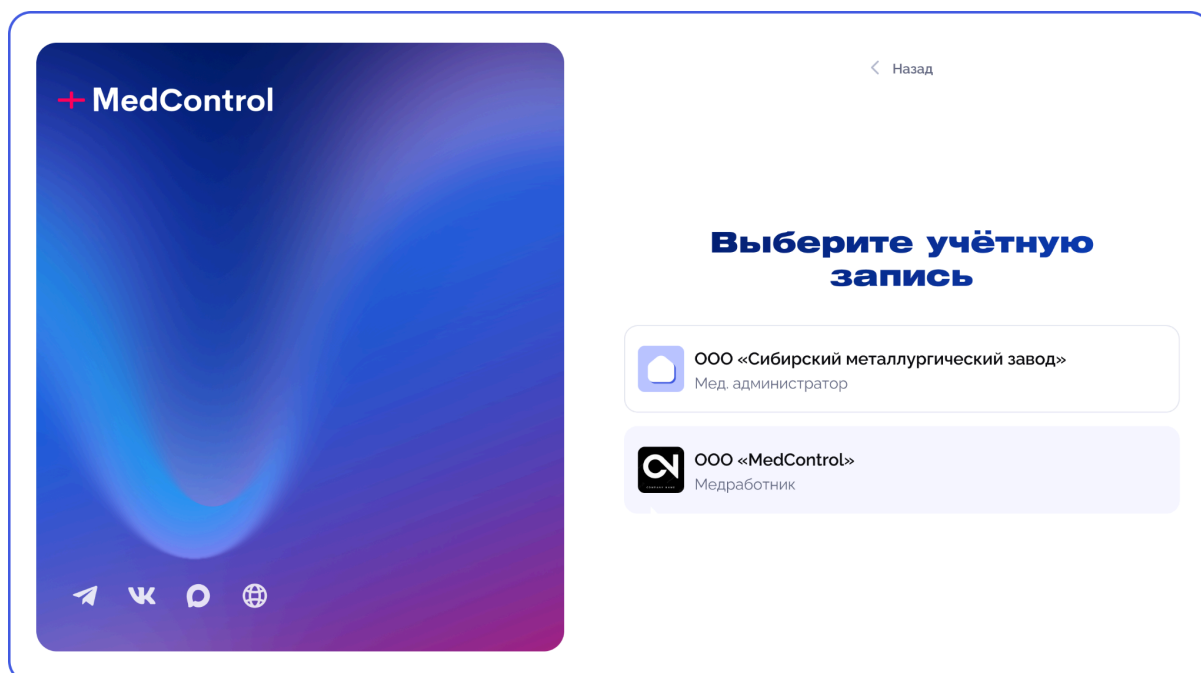 MedControl
Назад
Выберите учётную
запись
ООО «Сибирский металлургический завод»
Мед. администратор
ООО «MedControl»
Медработник